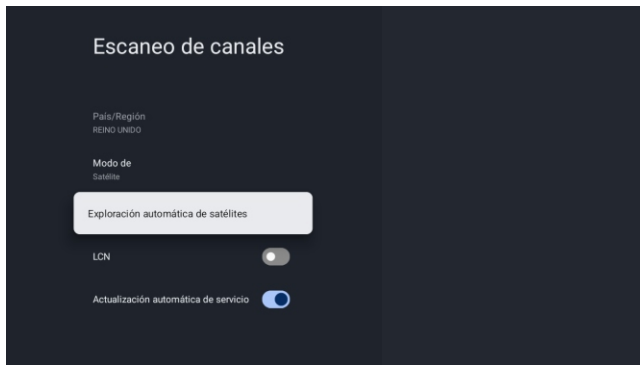 Escaneo de canales
País/Región
REINO UNIDO
Modo de
Satélite
Exploración automática de satélites
LCN
Actualización automática de servicio